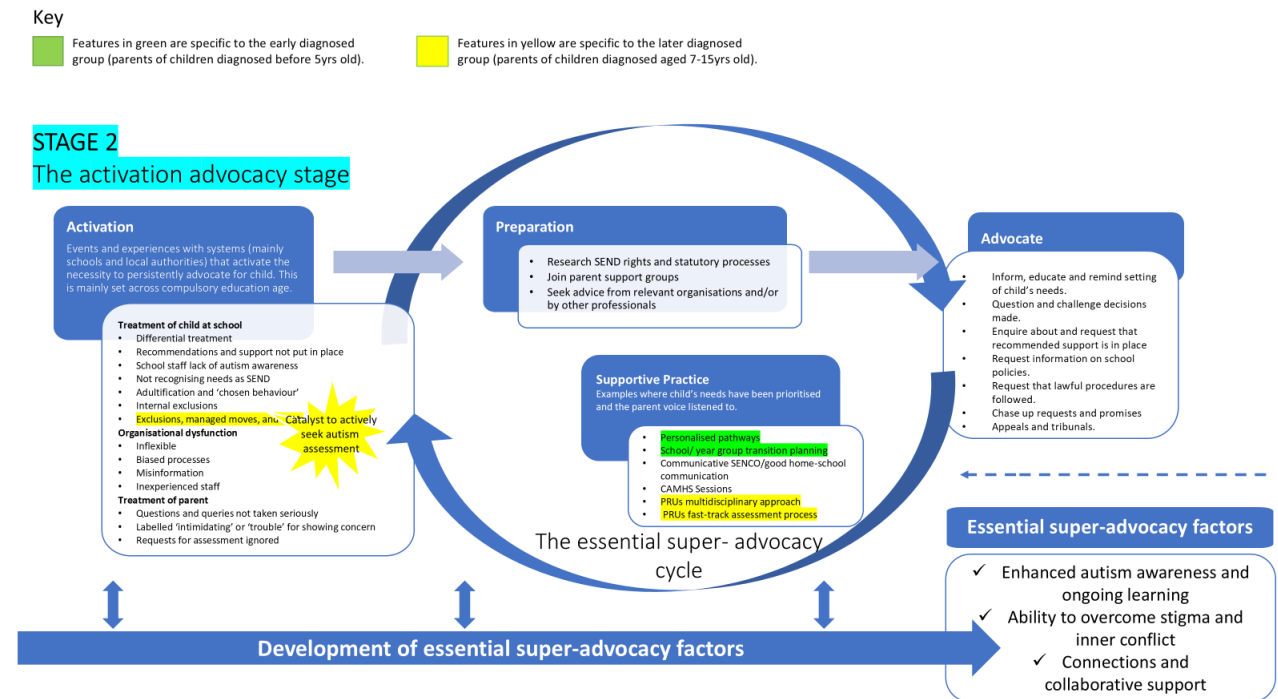 Key
Features in green are specific to the early diagnosed
group (parents of children diagnosed before 5yrs old).
Features in yellow are specific to the later diagnosed
group (parents of children diagnosed aged 7-15yrs old).
STAGE 2
The activation advocacy stage
Activation
Events and experiences with systems (mainly
schools and local authorities) that activate the
necessity to persistently advocate for child. This
is mainly set across compulsory education age.
Treatment of child at school
• Differential treatment
• Recommendations and support not put in place
• School staff lack of autism awareness
• Not recognising needs as SEND
• Adultification and ‘chosen behaviour’
• Internal exclusions
• Exclusions, managed moves, and
Organisational dysfunction
• Inflexible
• Biased processes
• Misinformation
• Inexperienced staff
Treatment of parent
• Questions and queries not taken seriously
• Labelled ‘intimidating’ or ‘trouble’ for showing concern
• Requests for assessment ignored
Catalyst to actively
seek autism
assessment
Preparation
• Research SEND rights and statutory processes
• Join parent support groups
• Seek advice from relevant organisations and/or
by other professionals
Supportive Practice
Examples where child’s needs have been prioritised
and the parent voice listened to.
• Personalised pathways
• School/ year group transition planning
• Communicative SENCO/good home-school
communication
• CAMHS Sessions
• PRUs multidisciplinary approach
• PRUs fast-track assessment process
The essential super- advocacy
cycle
Advocate
• Inform, educate and remind setting
of child’s needs.
• Question and challenge decisions
made.
• Enquire about and request that
recommended support is in place
• Request information on school
policies.
• Request that lawful procedures are
followed.
• Chase up requests and promises
• Appeals and tribunals.
Essential super-advocacy factors
✓ Enhanced autism awareness and
ongoing learning
✓ Ability to overcome stigma and
inner conflict
✓ Connections and
collaborative support
Development of essential super-advocacy factors